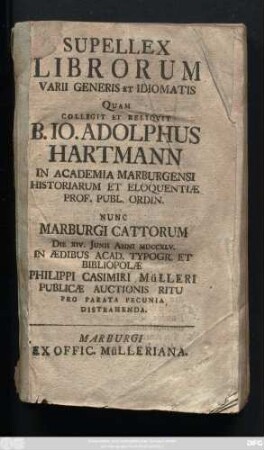 SUPELLEX
LIBRORUM
VARII GENERIS ET IDIOMATIS
QUAM
COLLEGIT ET RELIQVIT
B. IO. ADOLPHUS
HARTMANN
IN ACADEMIA MARBURGENSI
HISTORIARUM ET ELOQUENTIÆ
PROF. PUBL. ORDIN.
NUNC
MARBURGI CATTORUM
DIE XIV. JUNII ANNI MDCCXLV.
IN ÆDIBUS ACAD. TYPOGR. ET
BIBLIOPOLÆ
PHILIPPI CASIMIRI MüLLERI
PUBLICÆ AUCTIONIS RITU
PRO PARATA PECUNIA
DISTRAHENDA.
MARBURGI
EX OFFIC. MüLLERIANA.